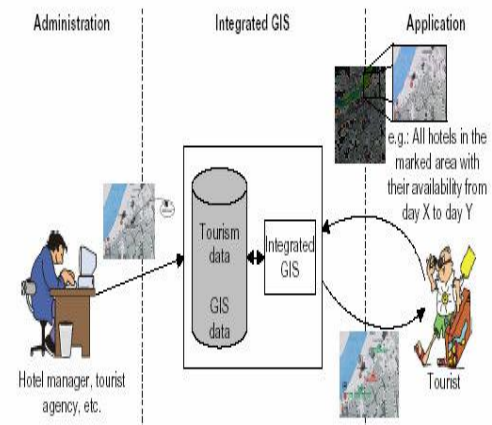 Administration
Integrated GIS
Application
e.g.: All hotels in the
marked area with
their availability from
day X to day Y
Tourism
data
GIS
data
Integrated
GIS
Hotel manager, tourist
agency, etc.
Tourist